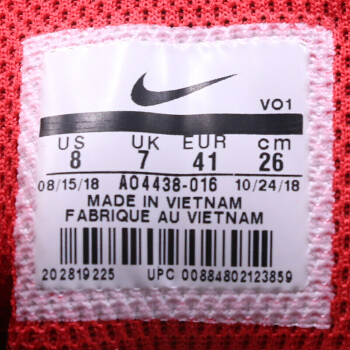 VO1
US UK EUR cm
8 7 41 26
08/15/18 AO4438-016 10/24/18
MADE IN VIETNAM
FABRIQUE AU VIETNAM
202819225 UPC 00884802123859